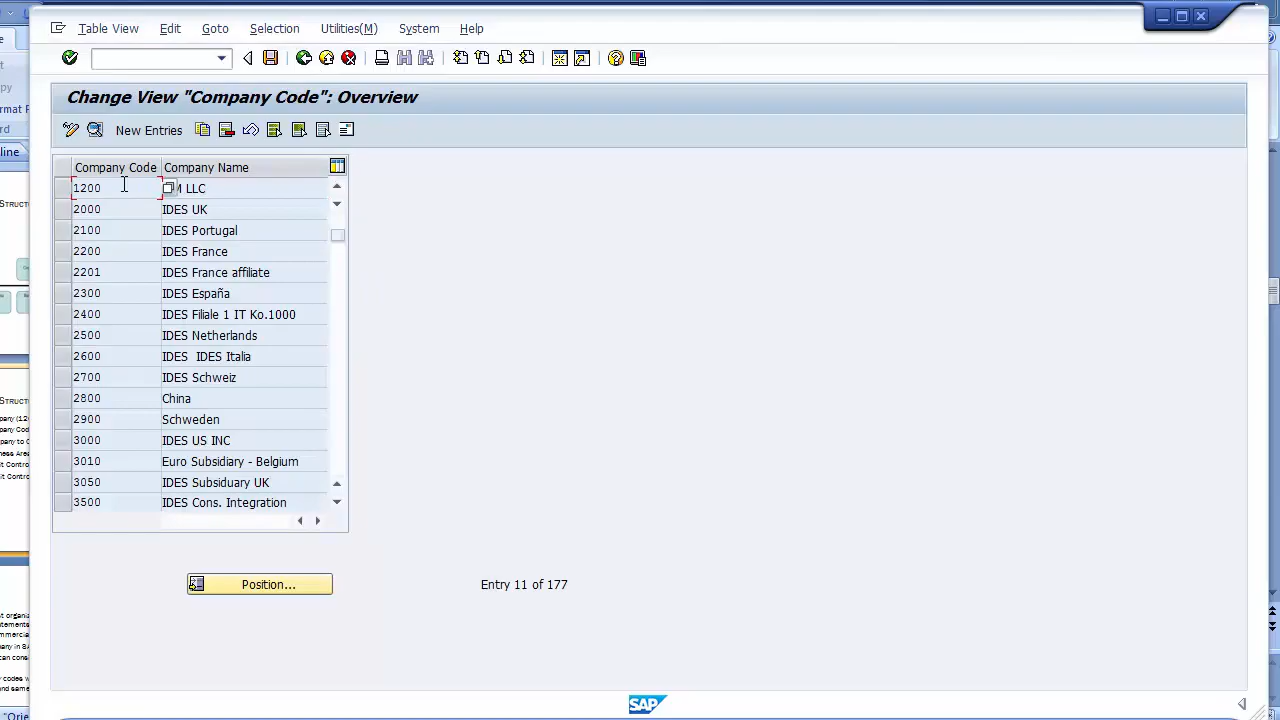 Table View Edit Goto Selection Utilities(M) System Help
Change View "Company Code": Overview
New Entries
Company Code Company Name
1200 M LLC
2000 IDES UK
2100 IDES Portugal
2200 IDES France
2201 IDES France affiliate
2300 IDES España
2400 IDES Filiale 1 IT Ko.1000
2500 IDES Netherlands
2600 IDES  IDES Italia
2700 IDES Schweiz
2800 China
2900 Schweden
3000 IDES US INC
3010 Euro Subsidiary - Belgium
3050 IDES Subsiduary UK
3500 IDES Cons. Integration
Position... Entry 11 of 177
SAP